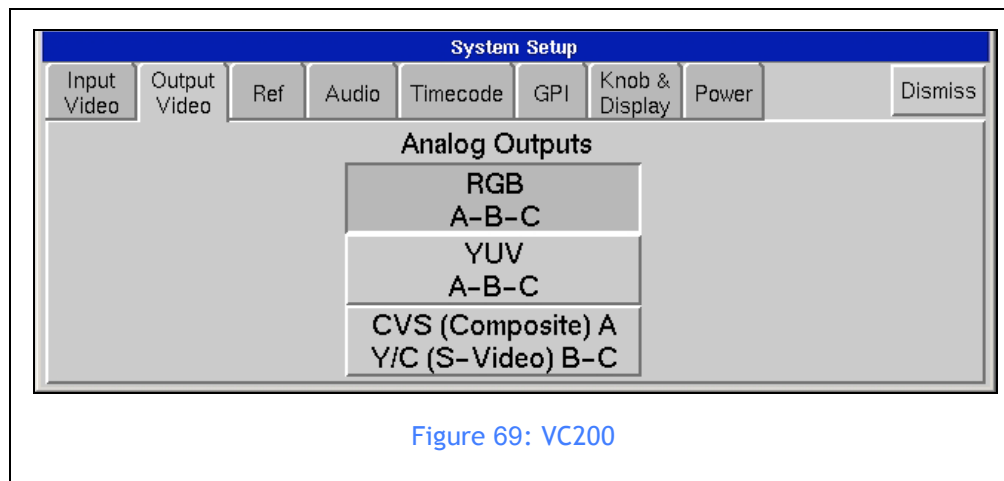 System Setup
Input Video
Output Video
Ref
Audio
Timecode
GPI
Knob & Display
Power
Dismiss
Analog Outputs
RGB
A-B-C
YUV
A-B-C
CVS (Composite) A
Y/C (S-Video) B-C
Figure 69: VC200